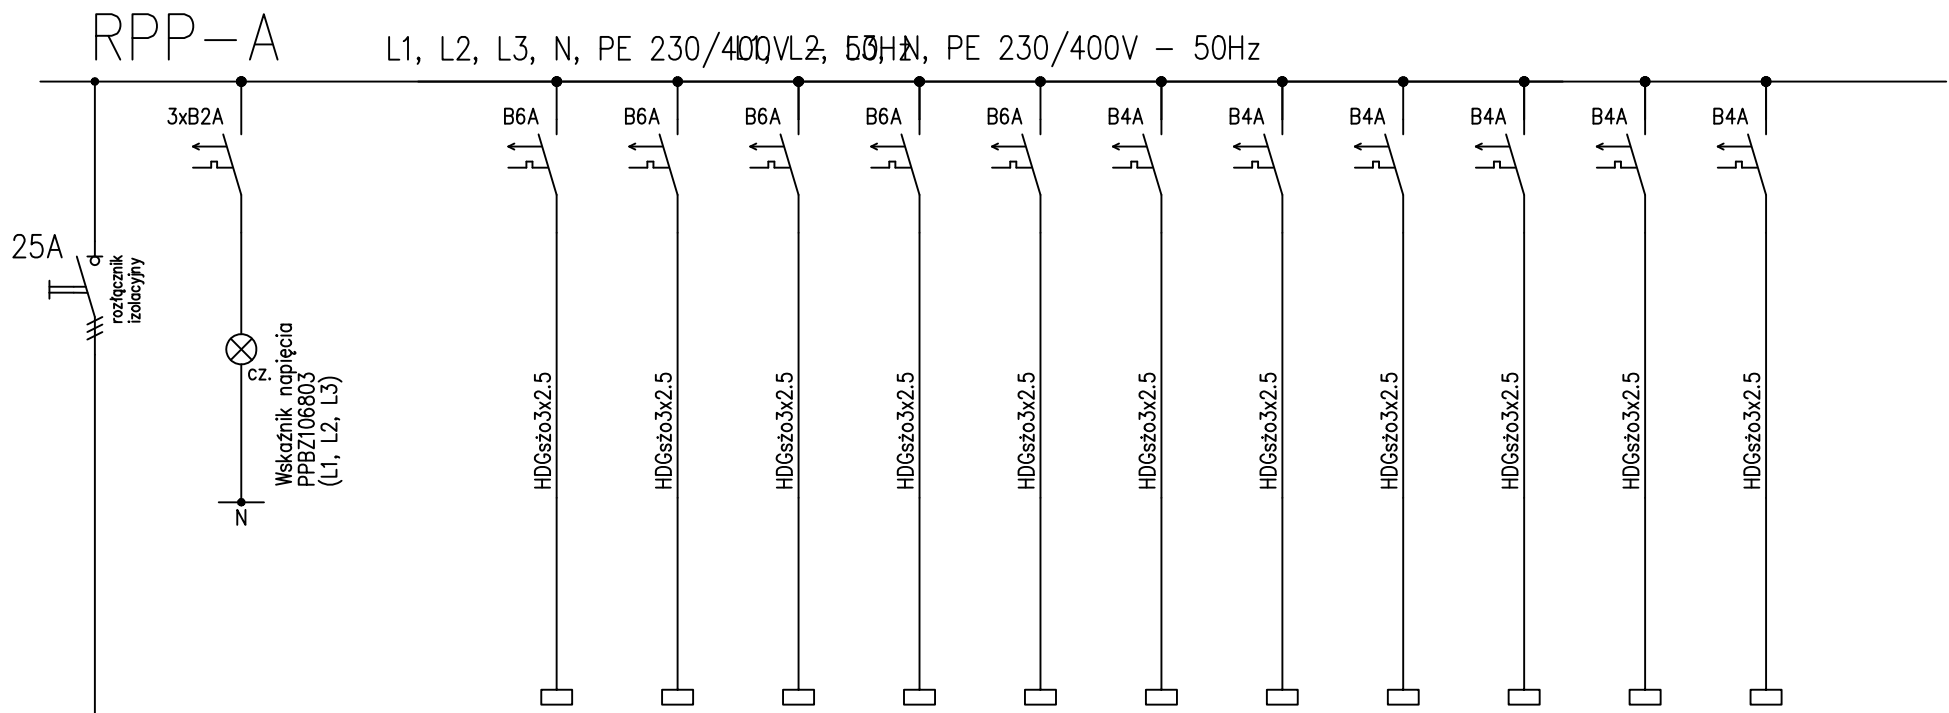 RPP-A
L1, L2, L3, N, PE 230/400V - 50Hz
L1, L2, L3, N, PE 230/400V - 50Hz
3xB2A
B6A
B6A
B6A
B6A
B6A
B4A
B4A
B4A
B4A
B4A
B4A
25A
rozłącznik
izolacyjny
cz.
Wskaźnik napięcia
PPBZ106803
(L1, L2, L3)
N
HDGsżo3x2.5
HDGsżo3x2.5
HDGsżo3x2.5
HDGsżo3x2.5
HDGsżo3x2.5
HDGsżo3x2.5
HDGsżo3x2.5
HDGsżo3x2.5
HDGsżo3x2.5
HDGsżo3x2.5
HDGsżo3x2.5